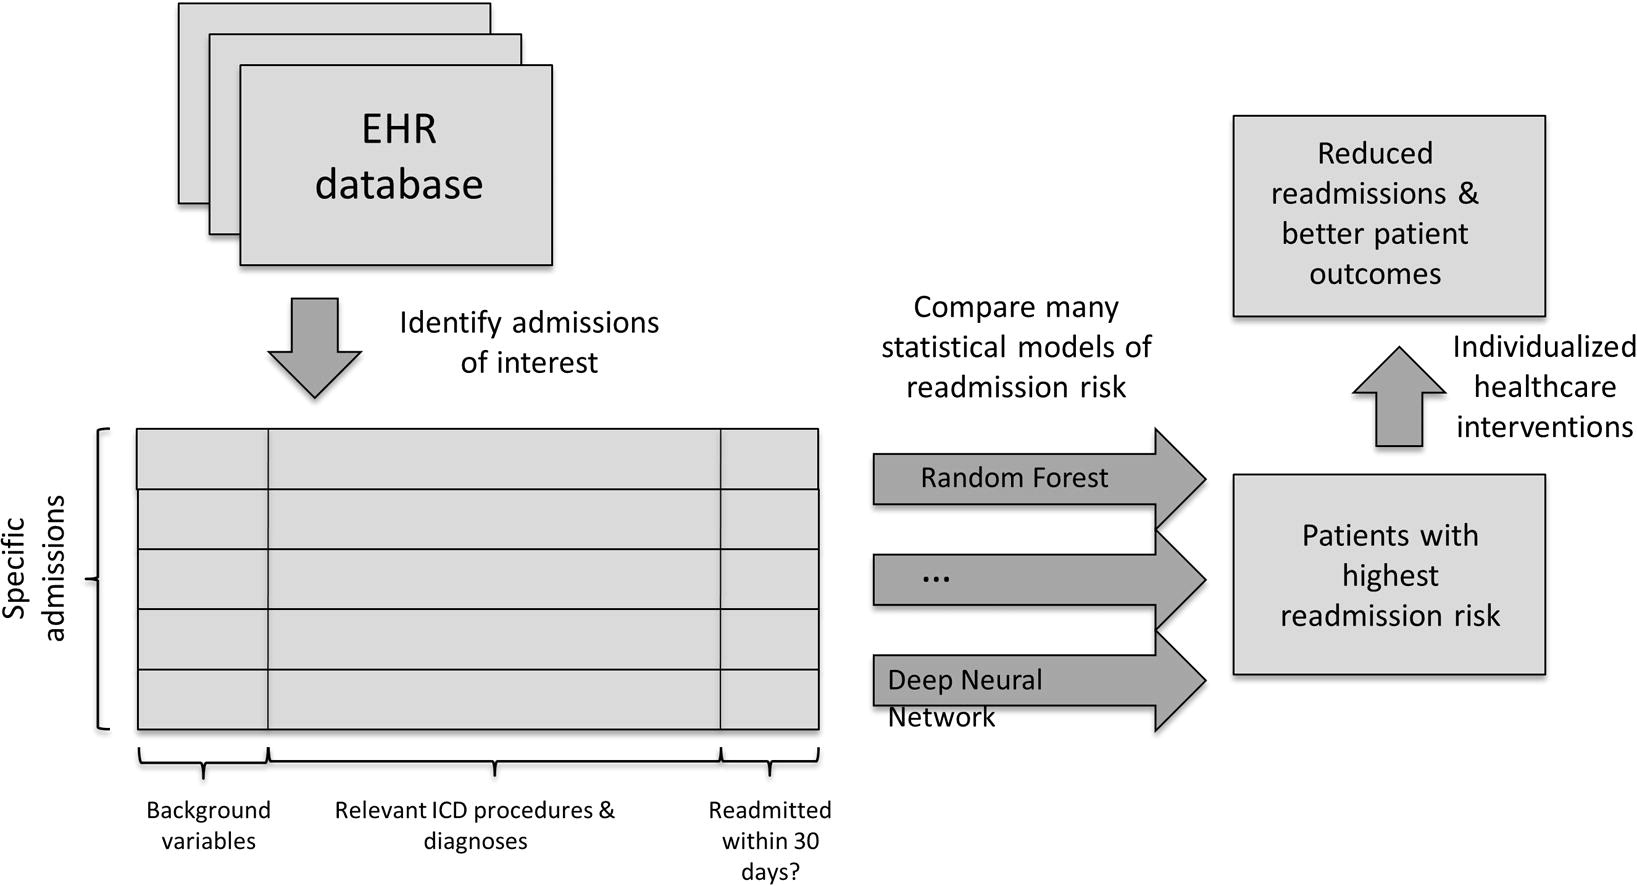 EHR
database
Identify admissions
of interest
Specific
admissions
Background
variables
Relevant ICD procedures &
diagnoses
Readmitted
within 30
days?
Compare many
statistical models of
readmission risk
Random Forest
...
Deep Neural
Network
Patients with
highest
readmission risk
Individualized
healthcare
interventions
Reduced
readmissions &
better patient
outcomes